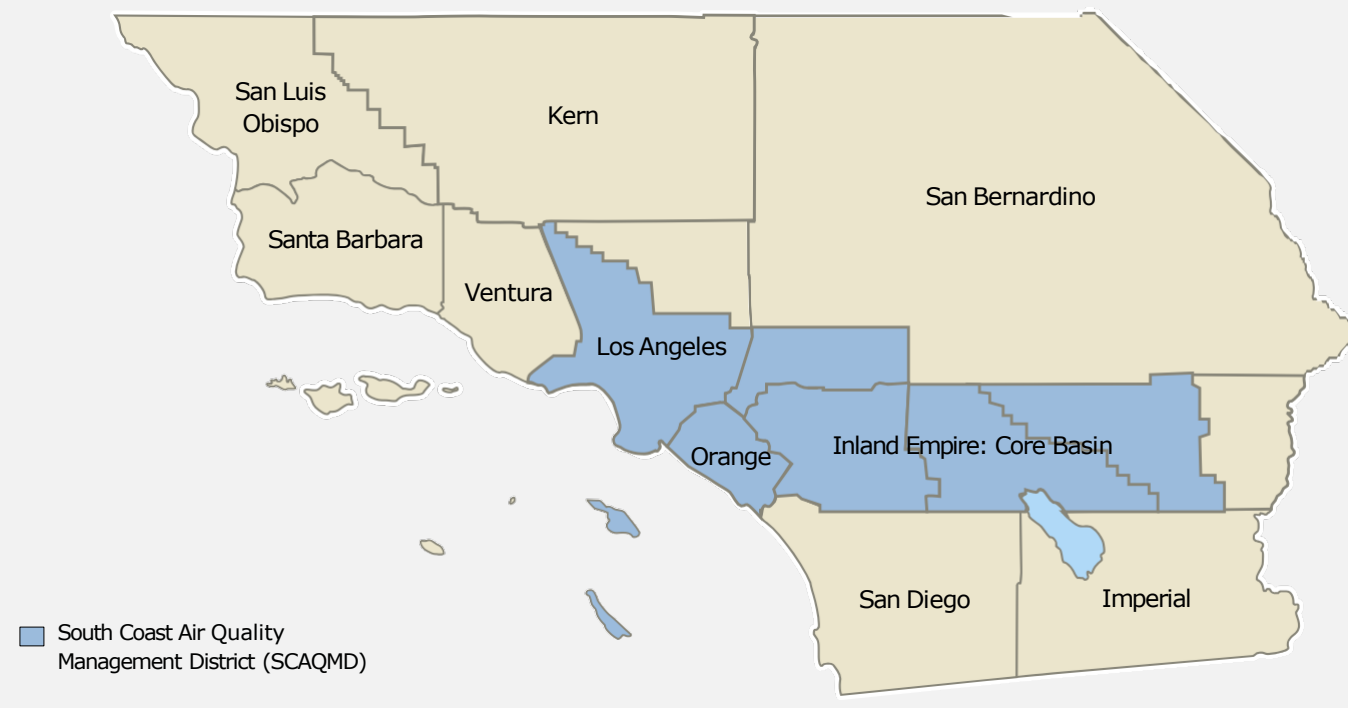 San Luis
Obispo
Kern
San Bernardino
Santa Barbara
Ventura
Los Angeles
Orange
Inland Empire: Core Basin
San Diego
Imperial
South Coast Air Quality
Management District (SCAQMD)